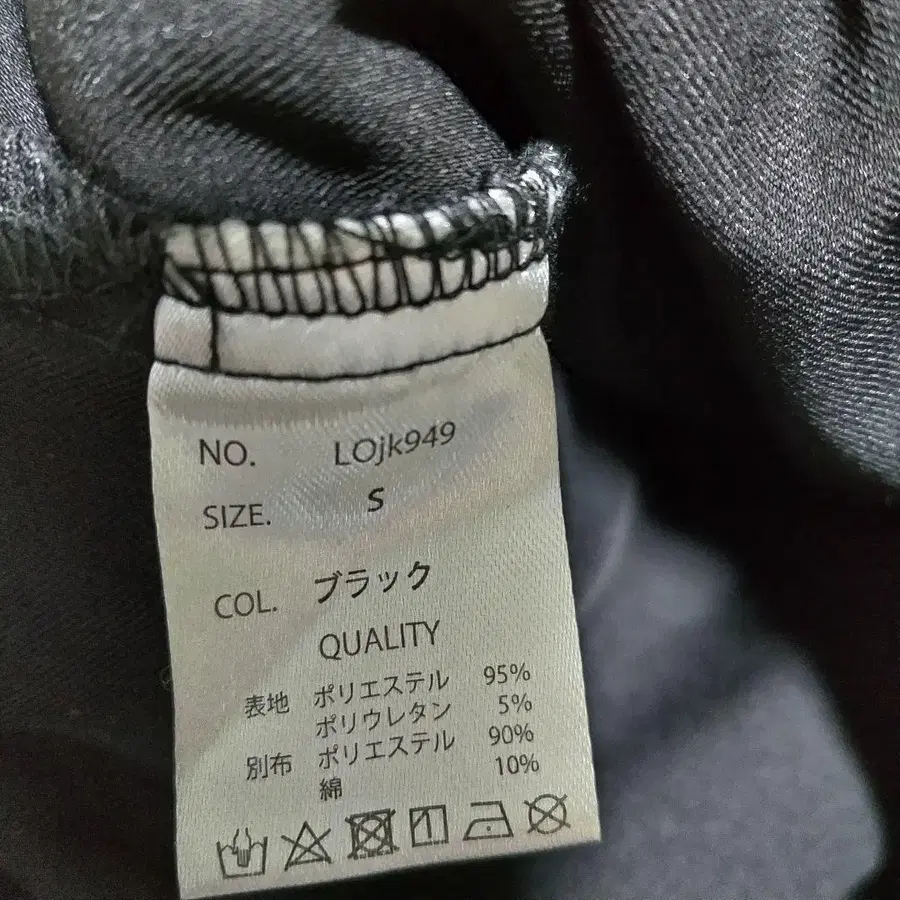 NO. LOjk949
SIZE. S
COL. ブラック
QUALITY
表地 ポリエステル 95%
ポリウレタン 5%
別布 ポリエステル 90%
綿 10%